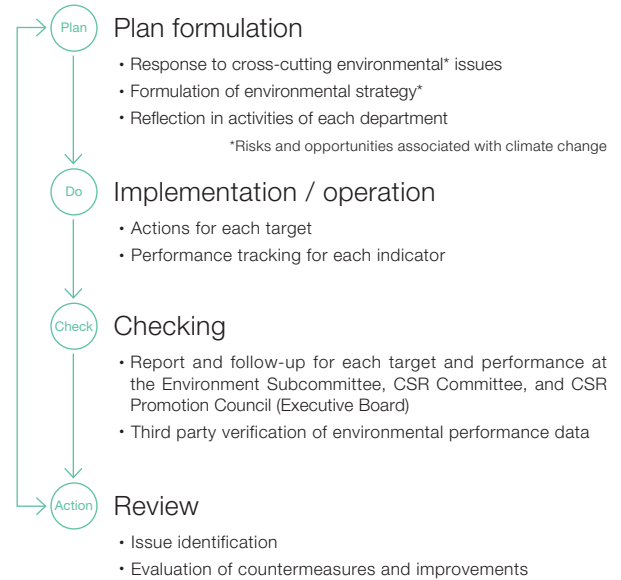 Plan
Plan formulation
・Response to cross-cutting environmental* issues
・Formulation of environmental strategy*
・Reflection in activities of each department
*Risks and opportunities associated with climate change
Do
Implementation / operation
・Actions for each target
・Performance tracking for each indicator
Check
Checking
・Report and follow-up for each target and performance at
the Environment Subcommittee, CSR Committee, and CSR
Promotion Council (Executive Board)
・Third party verification of environmental performance data
Action
Review
・Issue identification
・Evaluation of countermeasures and improvements